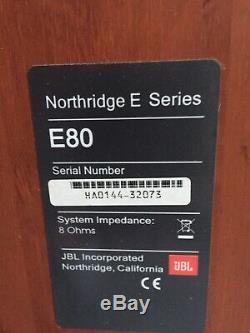 Northridge E Series
E80
Serial Number
HA0144-32073
System Impedance:
8 Ohms
JBL Incorporated
Northridge, California
JBL
CE